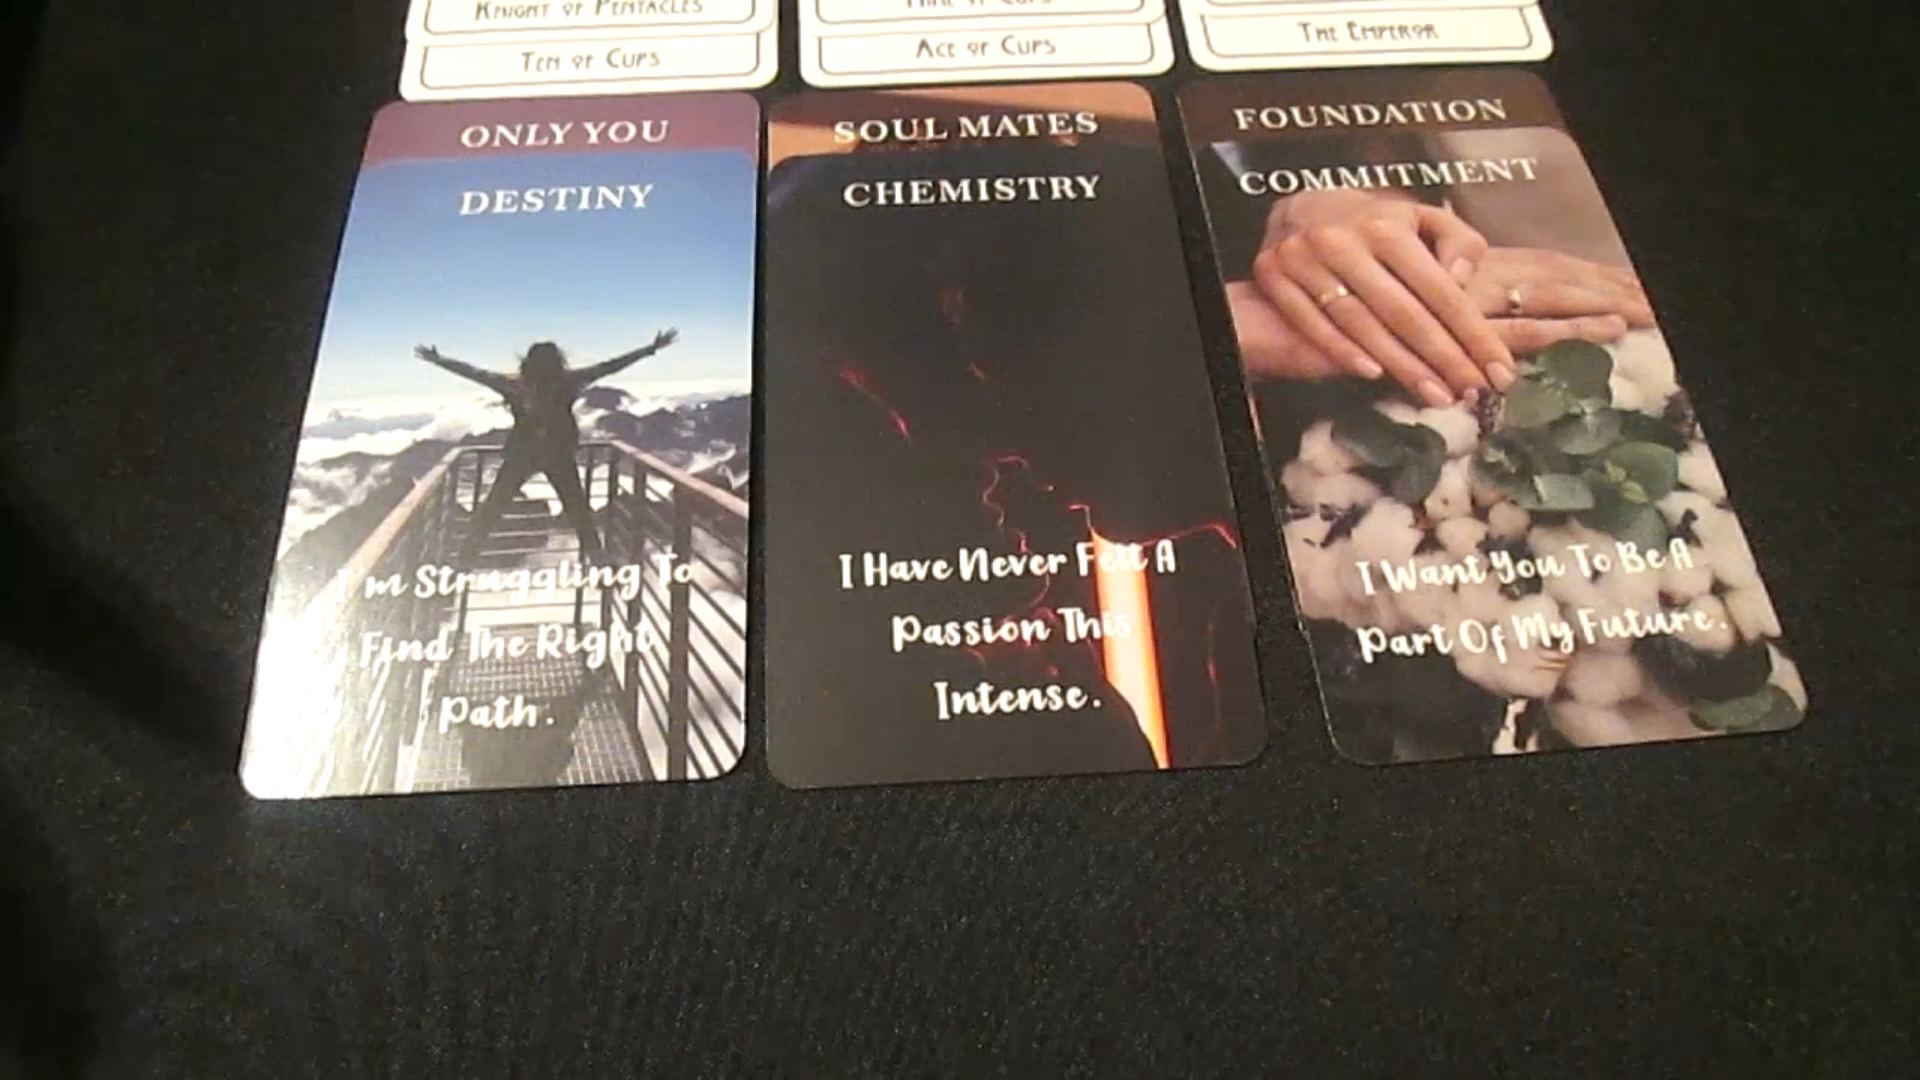 Knight of Pentacles
Ten of Cups
of Cups
Ace of Cups
The Emperor
ONLY YOU
DESTINY
I'm Struggling To
Find The Right
Path.
SOUL MATES
CHEMISTRY
I Have Never Felt A
Passion This
Intense.
FOUNDATION
COMMITMENT
I Want You To Be A
Part Of My Future.